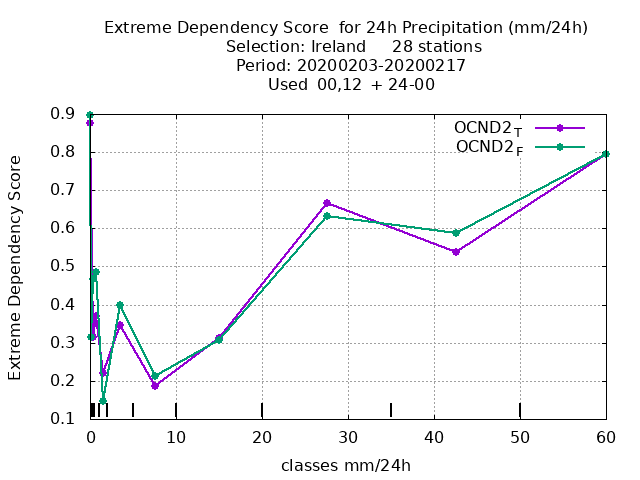 Extreme Dependency Score  for 24h Precipitation (mm/24h)
Selection: Ireland     28 stations
Period: 20200203-20200217
Used  00,12  + 24-00
OCND2T
OCND2F
Extreme Dependency Score
0.9
0.8
0.7
0.6
0.5
0.4
0.3
0.2
0.1
0 10 20 30 40 50 60
classes mm/24h